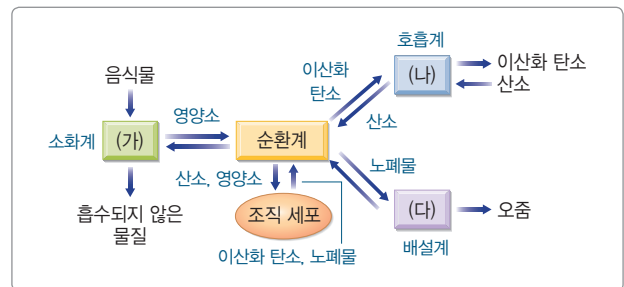 음식물
소화계
(가)
흡수되지 않은
물질
영양소
순환계
산소, 영양소
조직 세포
이산화 탄소, 노폐물
이산화
탄소
산소
호흡계
(나)
이산화 탄소
산소
노폐물
(다)
배설계
오줌